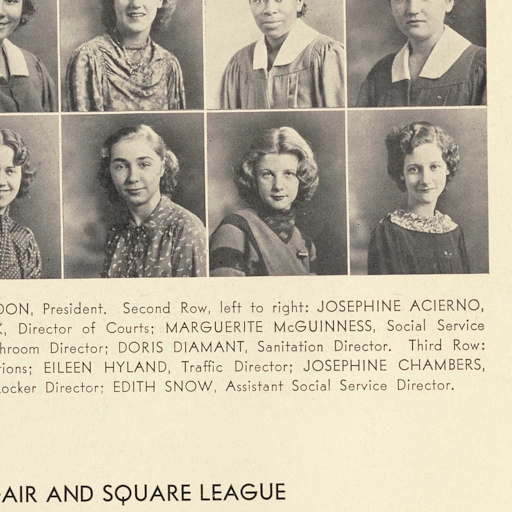 DON, President. Second Row, left to right: JOSEPHINE ACIERNO,
K, Director of Courts; MARGUERITE McGUINNESS, Social Service
hroom Director; DORIS DIAMANT, Sanitation Director. Third Row:
tions; EILEEN HYLAND, Traffic Director; JOSEPHINE CHAMBERS,
ocker Director; EDITH SNOW, Assistant Social Service Director.
AIR AND SQUARE LEAGUE